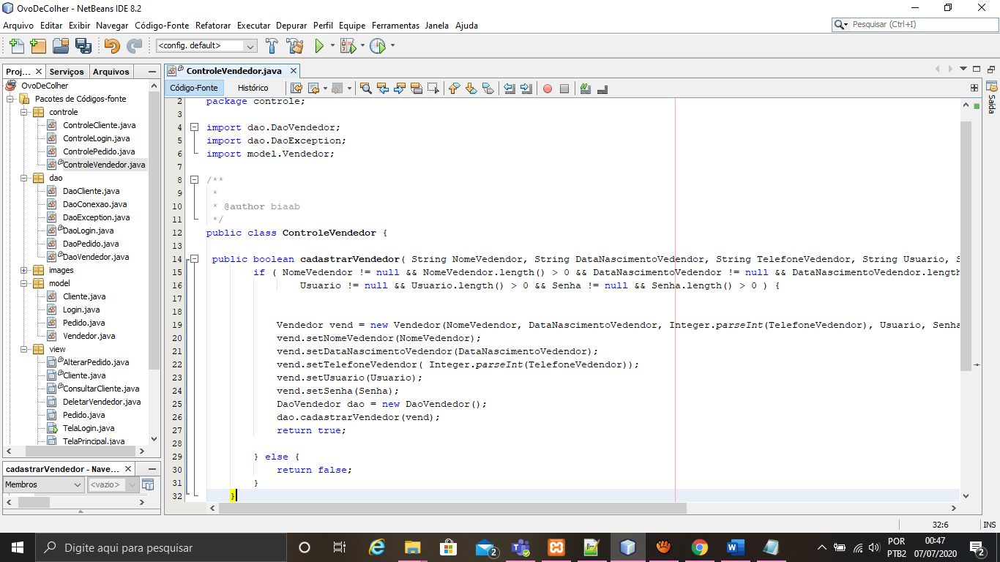 OvoDeColher - NetBeans IDE 8.2
Arquivo Editar Exibir Navegar Código-Fonte Refatorar Executar Depurar Perfil Equipe Ferramentas Janela Ajuda
Pesquisar (Ctrl+I)
<config. default>
Proj... Serviços Arquivos
OvoDeColher
Pacotes de Códigos-fonte
controle
ControleCliente.java
ControleLogin.java
ControlePedido.java
ControleVendedor.java
dao
DaoCliente.java
DaoConexao.java
DaoException.java
DaoLogin.java
DaoPedido.java
DaoVendedor.java
images
model
Cliente.java
Login.java
Pedido.java
Vendedor.java
view
AlterarPedido.java
Cliente.java
ConsultarCliente.java
DeletarVendedor.java
Pedido.java
TelaLogin.java
TelaPrincipal.java
cadastrarVendedor - Nave...
Membros <vazio>
ControleVendedor.java
Código-Fonte Histórico
2 package controle;
3
4 import dao.DaoVendedor;
5 import dao.DaoException;
6 import model.Vendedor;
7
8 /**
9 *
10 * @author biaab
11 */
12 public class ControleVendedor {
13
14 public boolean cadastrarVendedor( String NomeVedendor, String DataNascimentoVedendor, String TelefoneVedendor, String Usuario, S
15 if ( NomeVedendor != null && NomeVedendor.length() > 0 && DataNascimentoVedendor != null && DataNascimentoVedendor.length
16 Usuario != null && Usuario.length() > 0 && Senha != null && Senha.length() > 0 ) {
17
18
19 Vendedor vend = new Vendedor(NomeVedendor, DataNascimentoVedendor, Integer.parseInt(TelefoneVedendor), Usuario, Senha
20 vend.setNomeVedendor(NomeVedendor);
21 vend.setDataNascimentoVedendor(DataNascimentoVedendor);
22 vend.setTelefoneVedendor( Integer.parseInt(TelefoneVedendor));
23 vend.setUsuario(Usuario);
24 vend.setSenha(Senha);
25 DaoVendedor dao = new DaoVendedor();
26 dao.cadastrarVendedor(vend);
27 return true;
28
29 } else {
30 return false;
31 }
32 }
Saída
32:6 INS
Digite aqui para pesquisar
2
POR
PTB2
00:47
07/07/2020
2